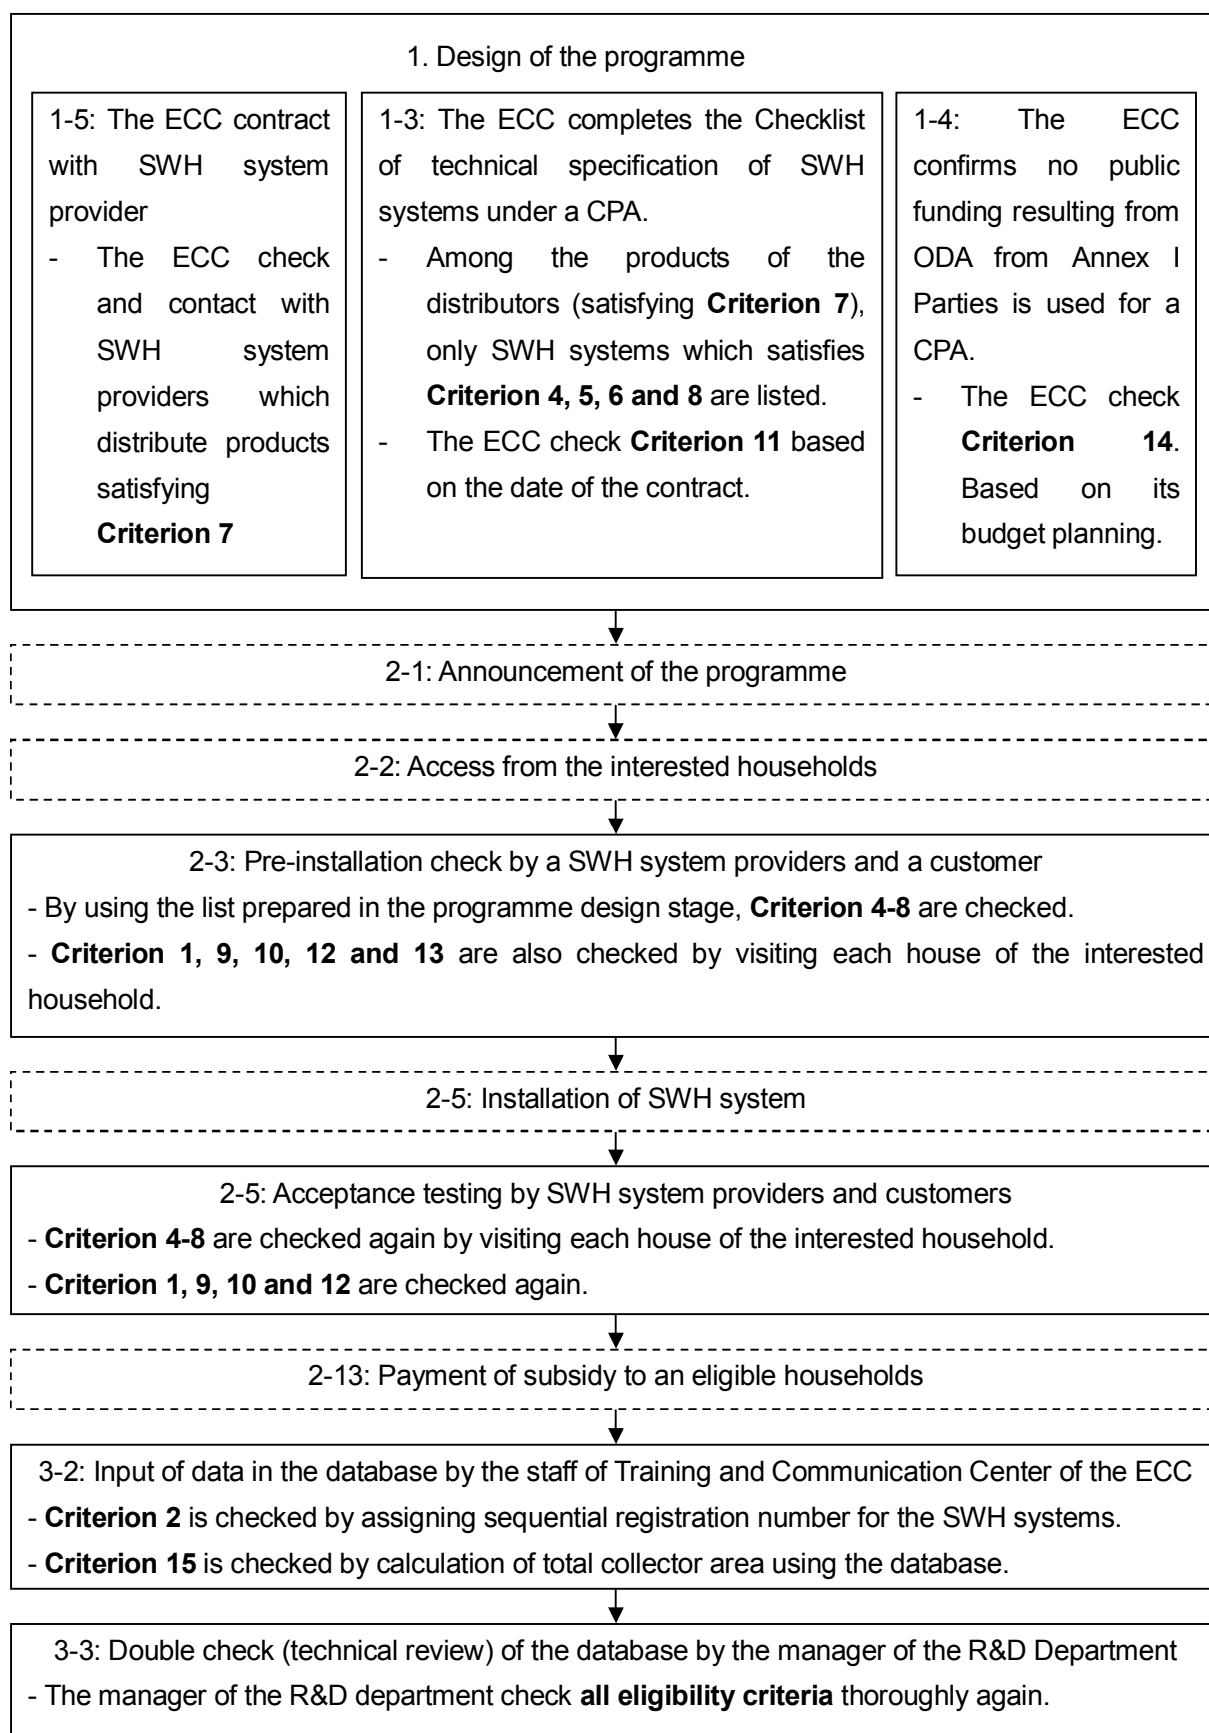 1. Design of the programme
1-5: The ECC contract
with SWH system
provider
- The ECC check
and contact with
SWH system
providers which
distribute products
satisfying
Criterion 7
1-3: The ECC completes the Checklist
of technical specification of SWH
systems under a CPA.
- Among the products of the
distributors (satisfying Criterion 7),
only SWH systems which satisfies
Criterion 4, 5, 6 and 8 are listed.
- The ECC check Criterion 11 based
on the date of the contract.
1-4: The ECC
confirms no public
funding resulting from
ODA from Annex I
Parties is used for a
CPA.
- The ECC check
Criterion 14.
Based on its
budget planning.
2-1: Announcement of the programme
2-2: Access from the interested households
2-3: Pre-installation check by a SWH system providers and a customer
- By using the list prepared in the programme design stage, Criterion 4-8 are checked.
- Criterion 1, 9, 10, 12 and 13 are also checked by visiting each house of the interested
household.
2-5: Installation of SWH system
2-5: Acceptance testing by SWH system providers and customers
- Criterion 4-8 are checked again by visiting each house of the interested household.
- Criterion 1, 9, 10 and 12 are checked again.
2-13: Payment of subsidy to an eligible households
3-2: Input of data in the database by the staff of Training and Communication Center of the ECC
- Criterion 2 is checked by assigning sequential registration number for the SWH systems.
- Criterion 15 is checked by calculation of total collector area using the database.
3-3: Double check (technical review) of the database by the manager of the R&D Department
- The manager of the R&D department check all eligibility criteria thoroughly again.